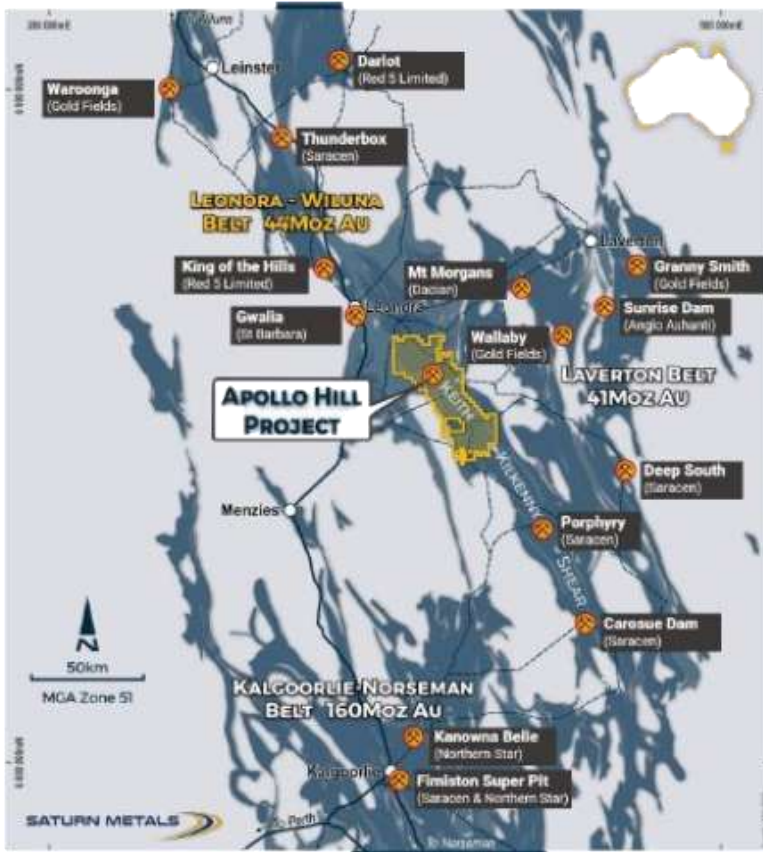 To Wiluna
Leinster
Darlot
(Red 5 Limited)
Waroonga
(Gold Fields)
Thunderbox
(Saracen)
LEONORA - WILUNA
BELT 44MOZ AU
Laverton
King of the Hills
(Red 5 Limited)
Mt Morgans
(Dacian)
Granny Smith
(Gold Fields)
Leonora
Gwalia
(St Barbara)
Sunrise Dam
(Anglo Ashanti)
Wallaby
(Gold Fields)
LAVERTON BELT
41MOZ AU
APOLLO HILL
PROJECT
KEITH
KILKENNY
SHEAR
Deep South
(Saracen)
Menzies
Porphyry
(Saracen)
Carosue Dam
(Saracen)
N
50km
MGA Zone 51
KALGOORLIE-NORSEMAN
BELT 160MOZ AU
Kanowna Belle
(Northern Star)
Kalgoorlie
Fimiston Super Pit
(Saracen & Northern Star)
SATURN METALS
To Perth
To Norseman